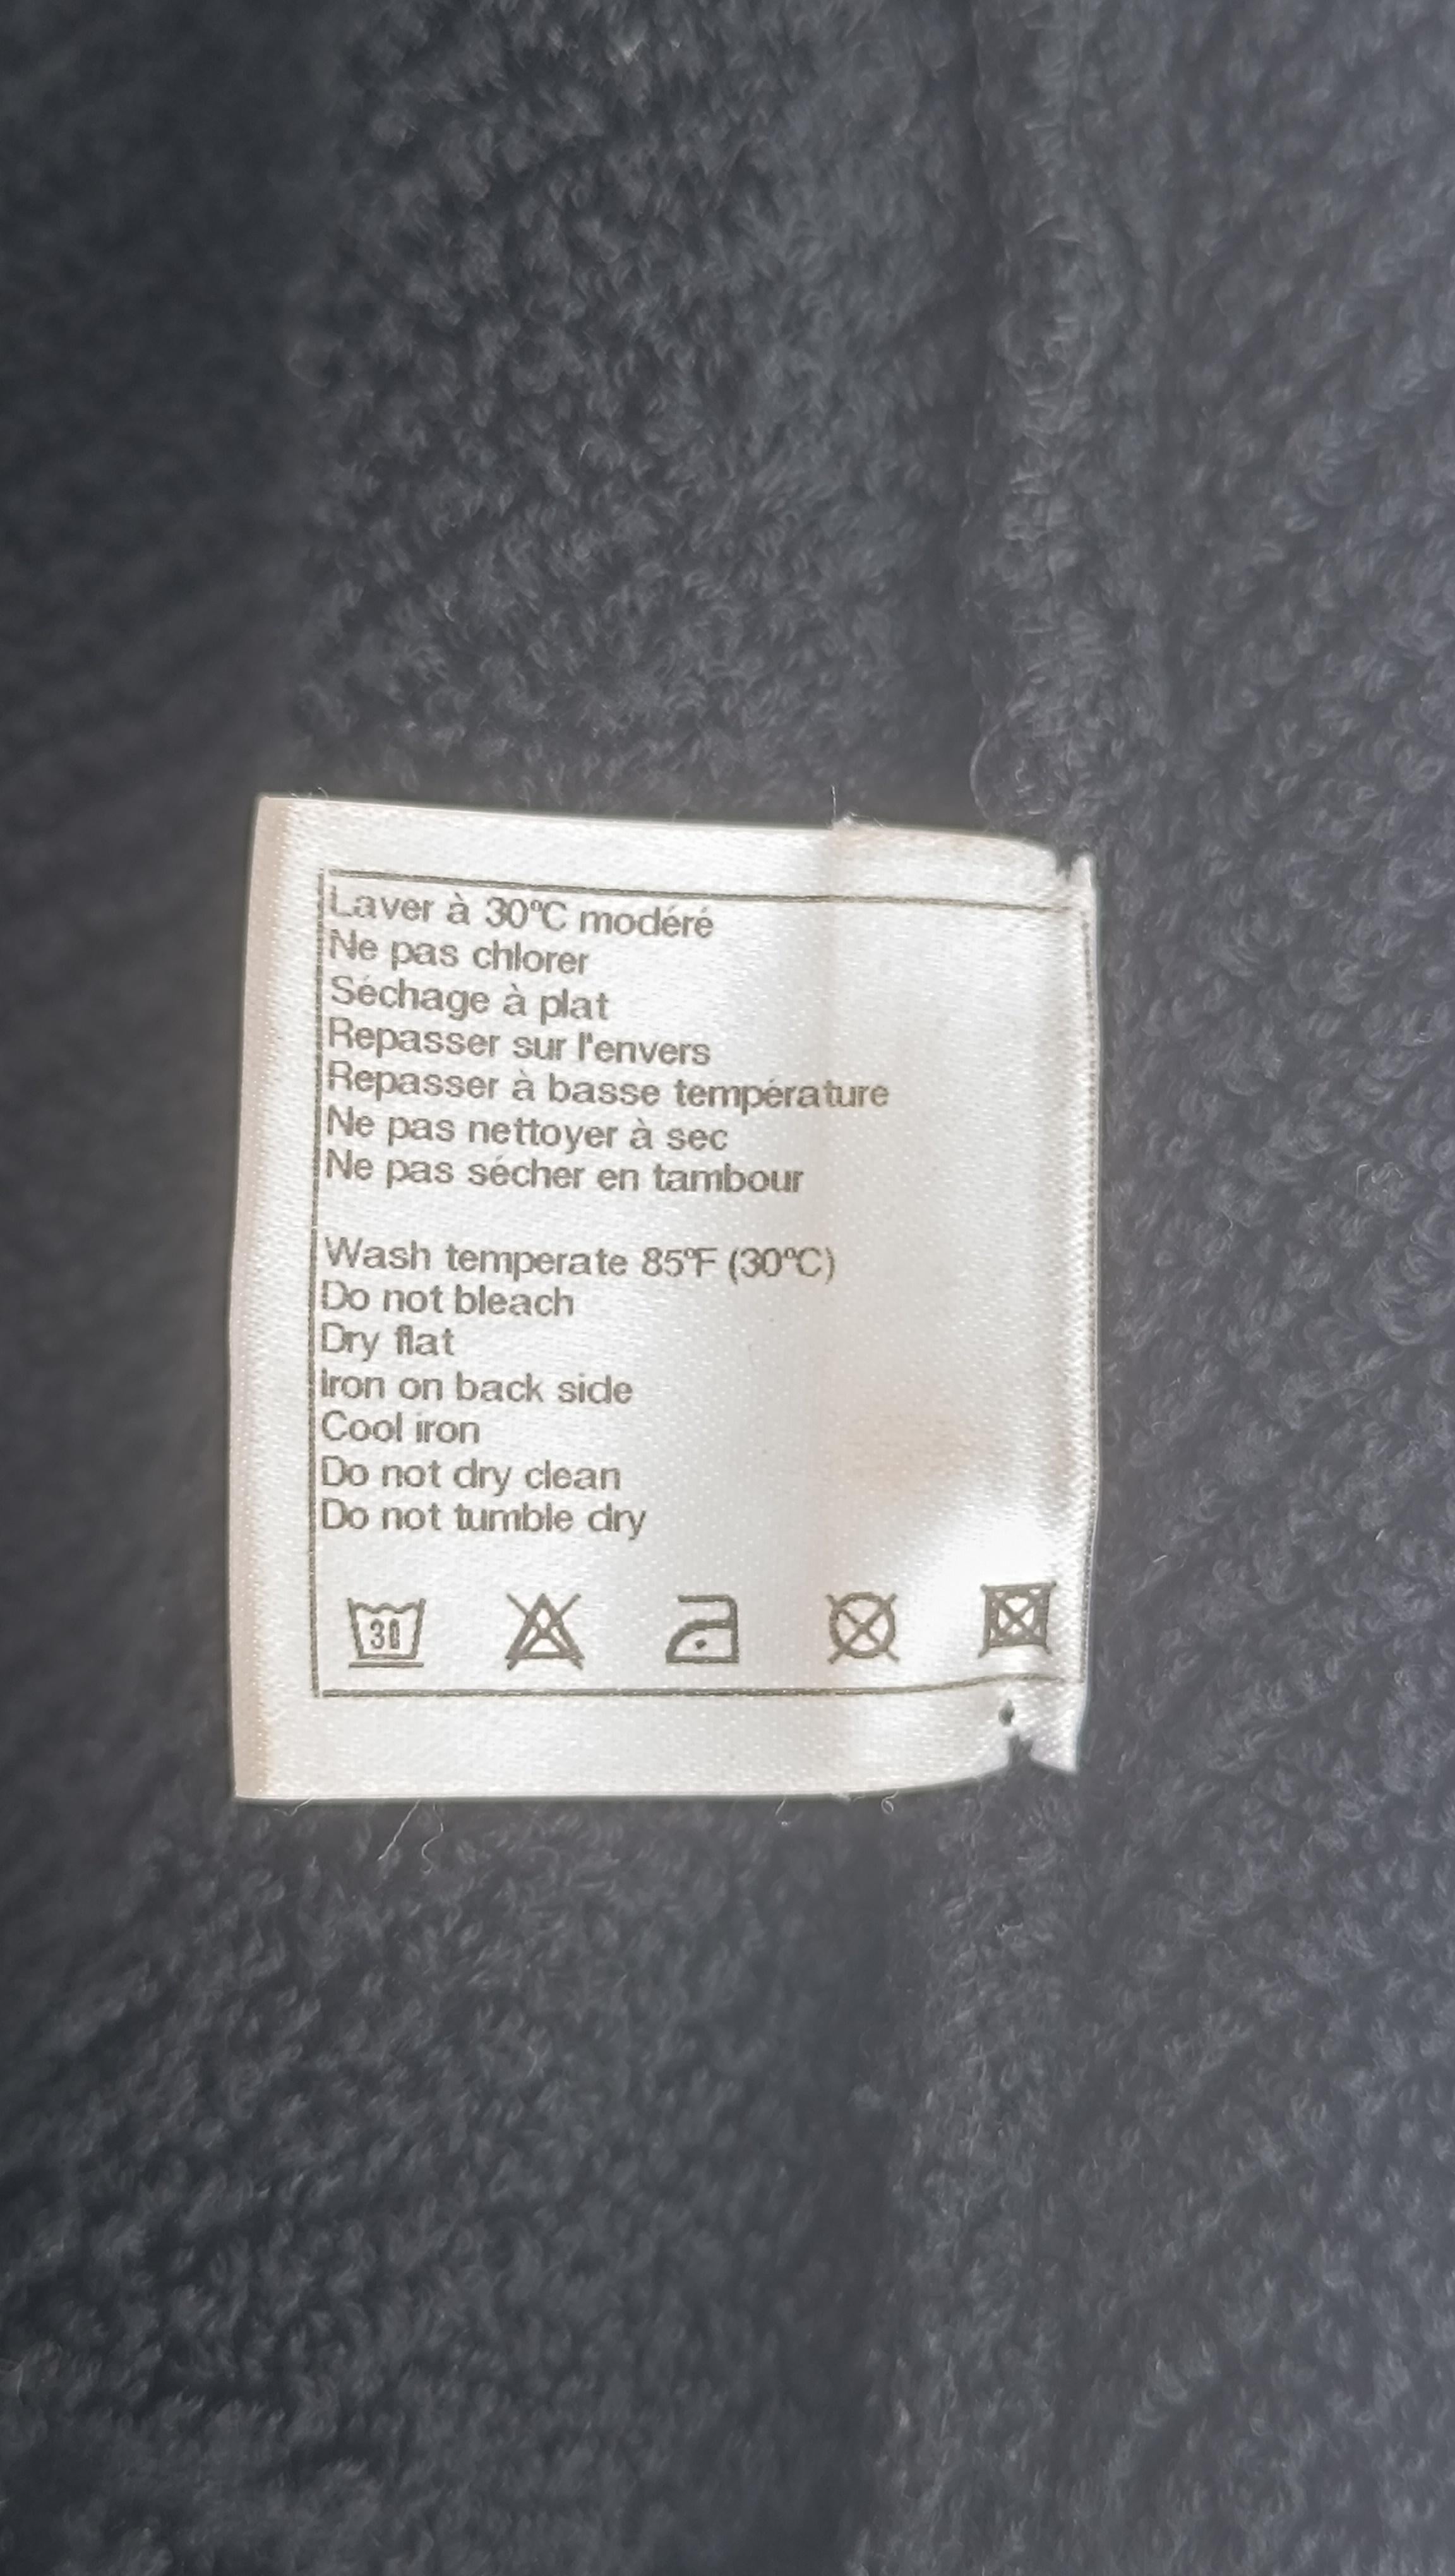 Laver à 30°C modéré
Ne pas chlorer
Séchage à plat
Repasser sur l'envers
Repasser à basse température
Ne pas nettoyer à sec
Ne pas sécher en tambour
Wash temperate 85°F (30°C)
Do not bleach
Dry flat
Iron on back side
Cool iron
Do not dry clean
Do not tumble dry
30